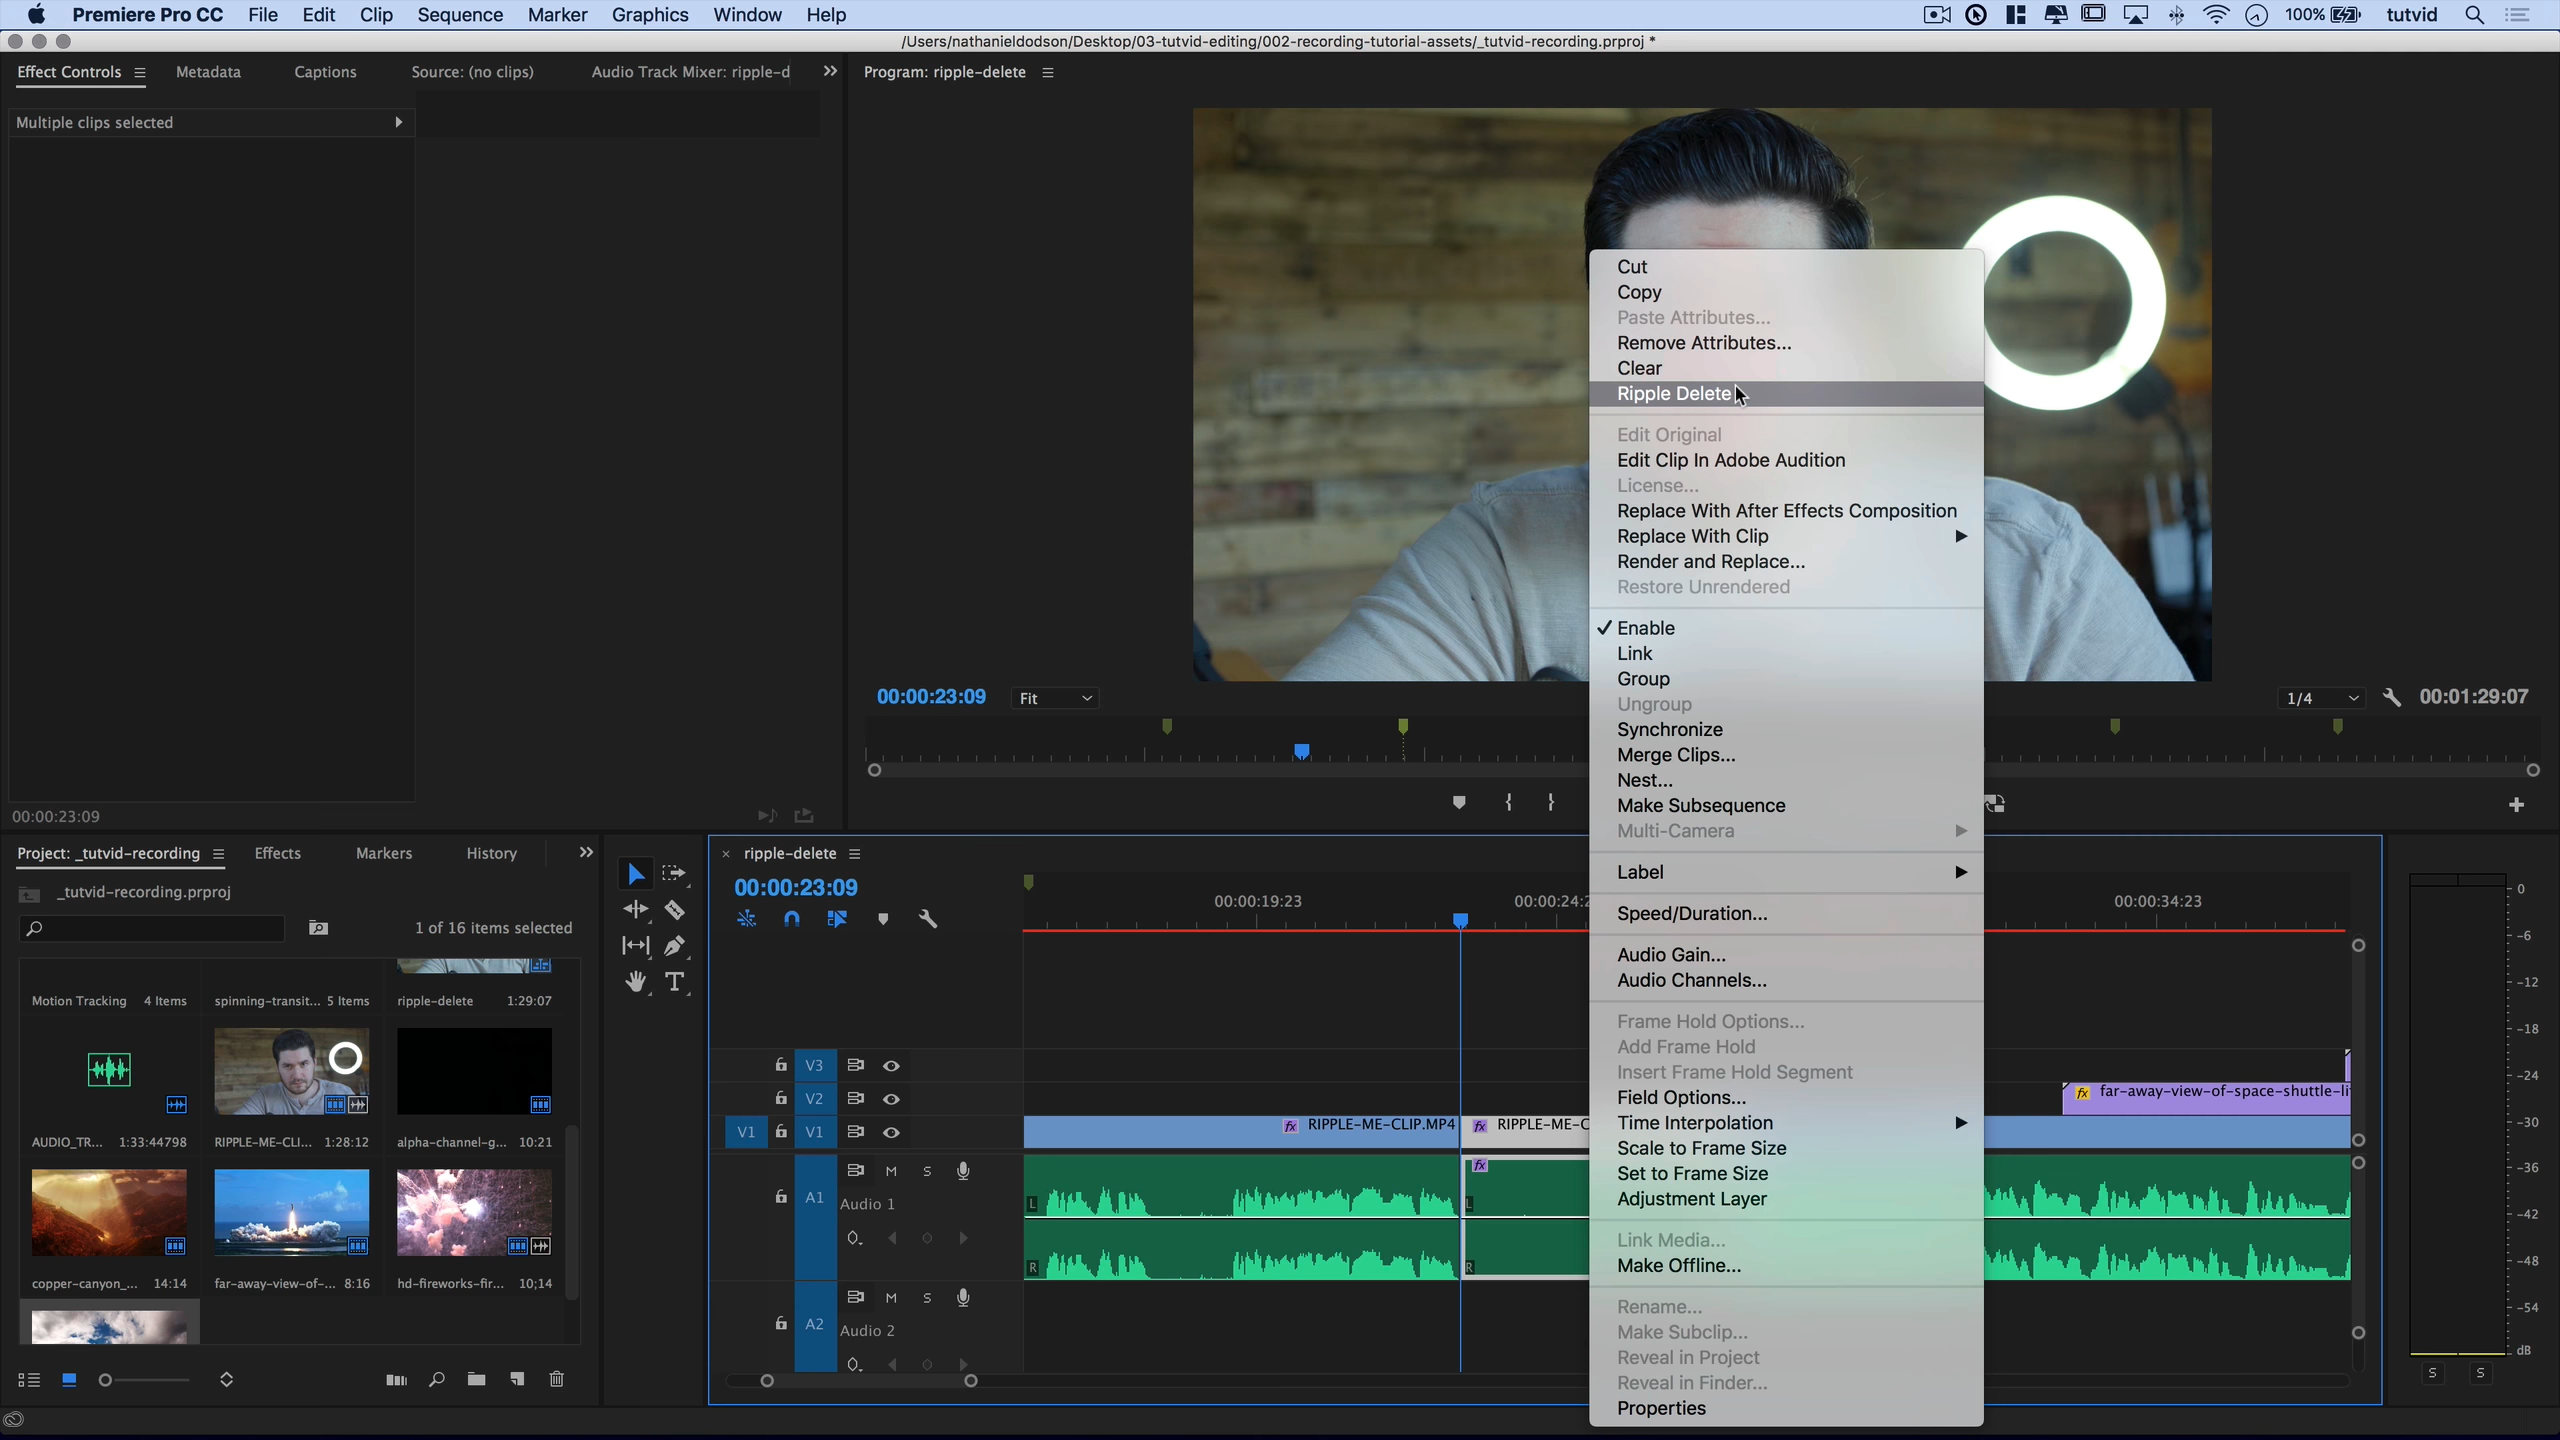 Premiere Pro CC File Edit Clip Sequence Marker Graphics Window Help 100% tutvid
/Users/nathanieldodson/Desktop/03-tutvid-editing/002-recording-tutorial-assets/_tutvid-recording.prproj *
Effect Controls Metadata Captions Source: (no clips) Audio Track Mixer: ripple-d
Program: ripple-delete
Multiple clips selected
00:00:23:09
Cut
Copy
Paste Attributes...
Remove Attributes...
Clear
Ripple Delete
Edit Original
Edit Clip In Adobe Audition
License...
Replace With After Effects Composition
Replace With Clip
Render and Replace...
Restore Unrendered
✓ Enable
Link
Group
Ungroup
Synchronize
Merge Clips...
Nest...
Make Subsequence
Multi-Camera
Label
Speed/Duration...
Audio Gain...
Audio Channels...
Frame Hold Options...
Add Frame Hold
Insert Frame Hold Segment
Field Options...
Time Interpolation
Scale to Frame Size
Set to Frame Size
Adjustment Layer
Link Media...
Make Offline...
Rename...
Make Subclip...
Reveal in Project
Reveal in Finder...
Properties
00:00:23:09 Fit 1/4 00:01:29:07
Project: _tutvid-recording Effects Markers History
_tutvid-recording.prproj
1 of 16 items selected
Motion Tracking 4 Items spinning-transit... 5 Items ripple-delete 1:29:07
AUDIO_TR... 1:33:44798 RIPPLE-ME-CLI... 1:28:12 alpha-channel-g... 10:21
copper-canyon_... 14:14 far-away-view-of-... 8:16 hd-fireworks-fir... 10;14
T
ripple-delete
00:00:23:09
00:00:19:23 00:00:24:2 00:00:34:23
V3
V2
fx far-away-view-of-space-shuttle-li
V1 V1
fx RIPPLE-ME-CLIP.MP4 fx RIPPLE-ME-C
A1 M S
Audio 1
fx
L L
R R
A2 M S
Audio 2
0
-6
-12
-18
-24
-30
-36
-42
-48
-54
dB
S S